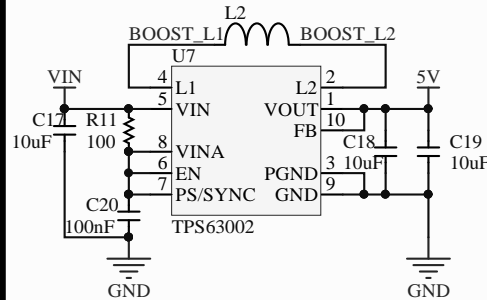 L2
BOOST_L1 BOOST_L2
U7
VIN 5V
4 L1 L2 2
5 VIN VOUT 1
C17 R11 FB 10
10uF 100 C18 C19
8 VINA 10uF 10uF
6 EN PGND 3
7 PS/SYNC GND 9
C20
100nF TPS63002
GND GND